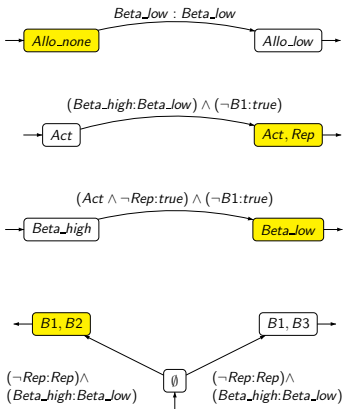 Beta_low : Beta_low
Allo_none Allo_low
(Beta_high:Beta_low) ∧ (¬B1:true)
Act Act, Rep
(Act ∧ ¬Rep:true) ∧ (¬B1:true)
Beta_high Beta_low
B1, B2 B1, B3
(¬Rep:Rep)∧ ∅ (¬Rep:Rep)∧
(Beta_high:Beta_low) (Beta_high:Beta_low)